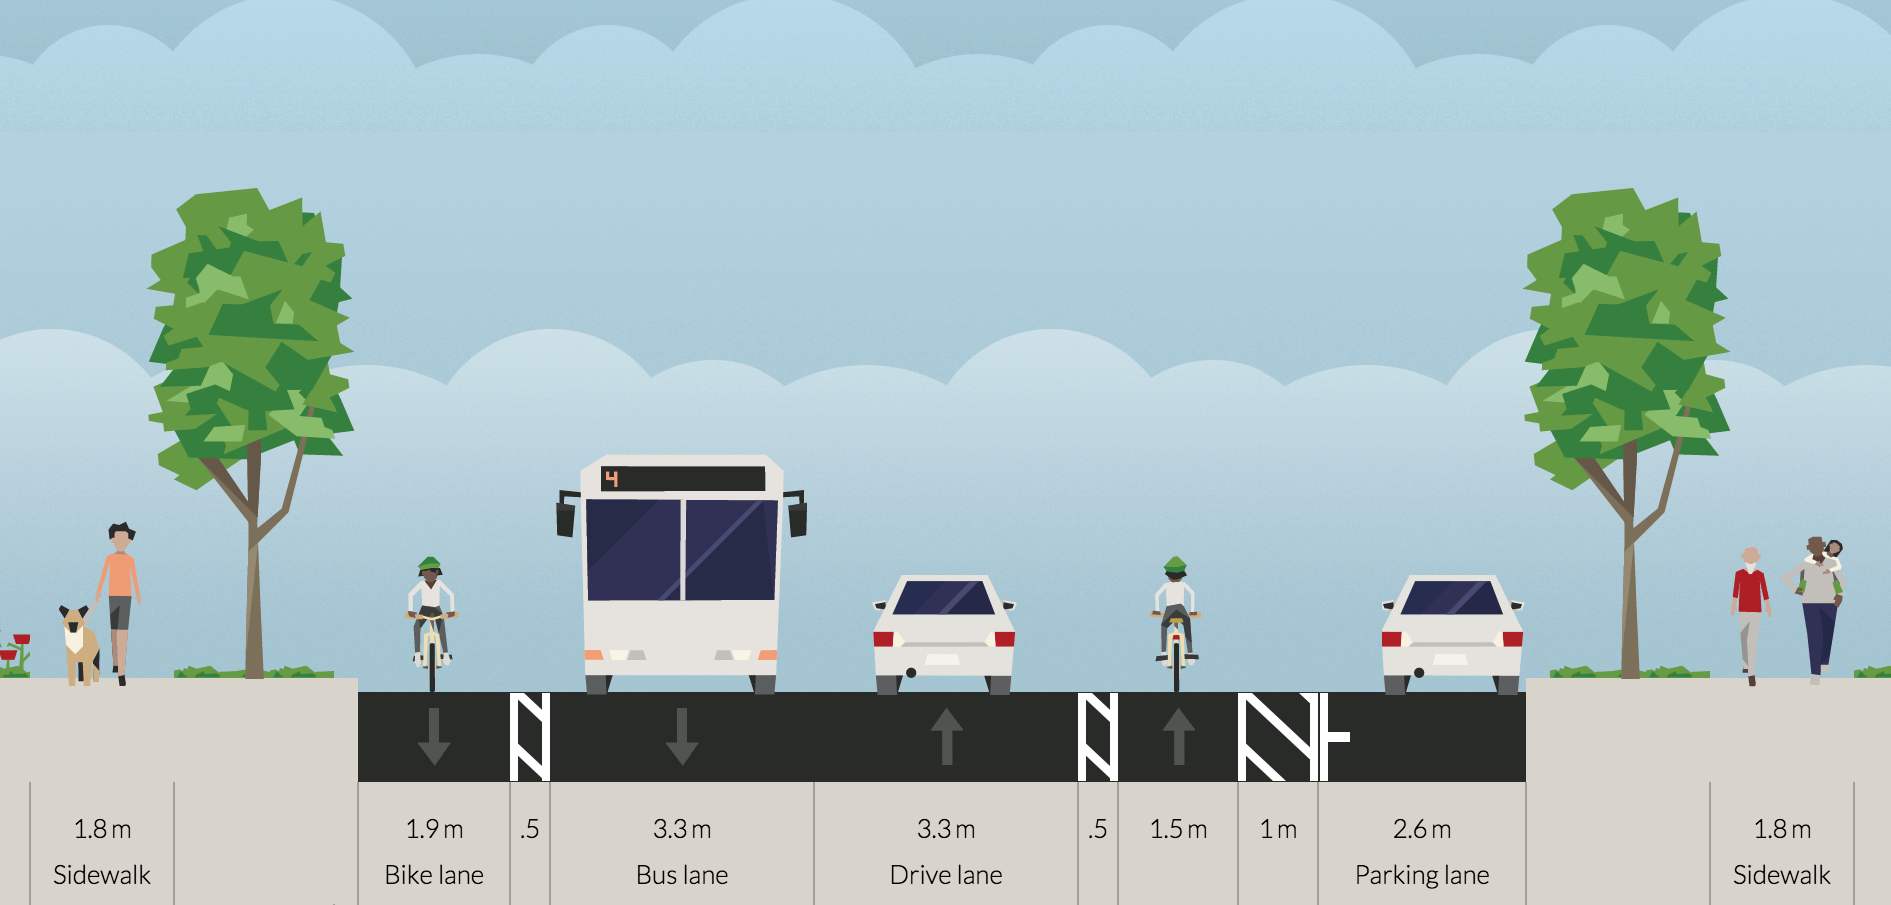 4
1.8 m
1.9 m
.5
3.3 m
3.3 m
.5
1.5 m
1 m
2.6 m
1.8 m
Sidewalk
Bike lane
Bus lane
Drive lane
Parking lane
Sidewalk